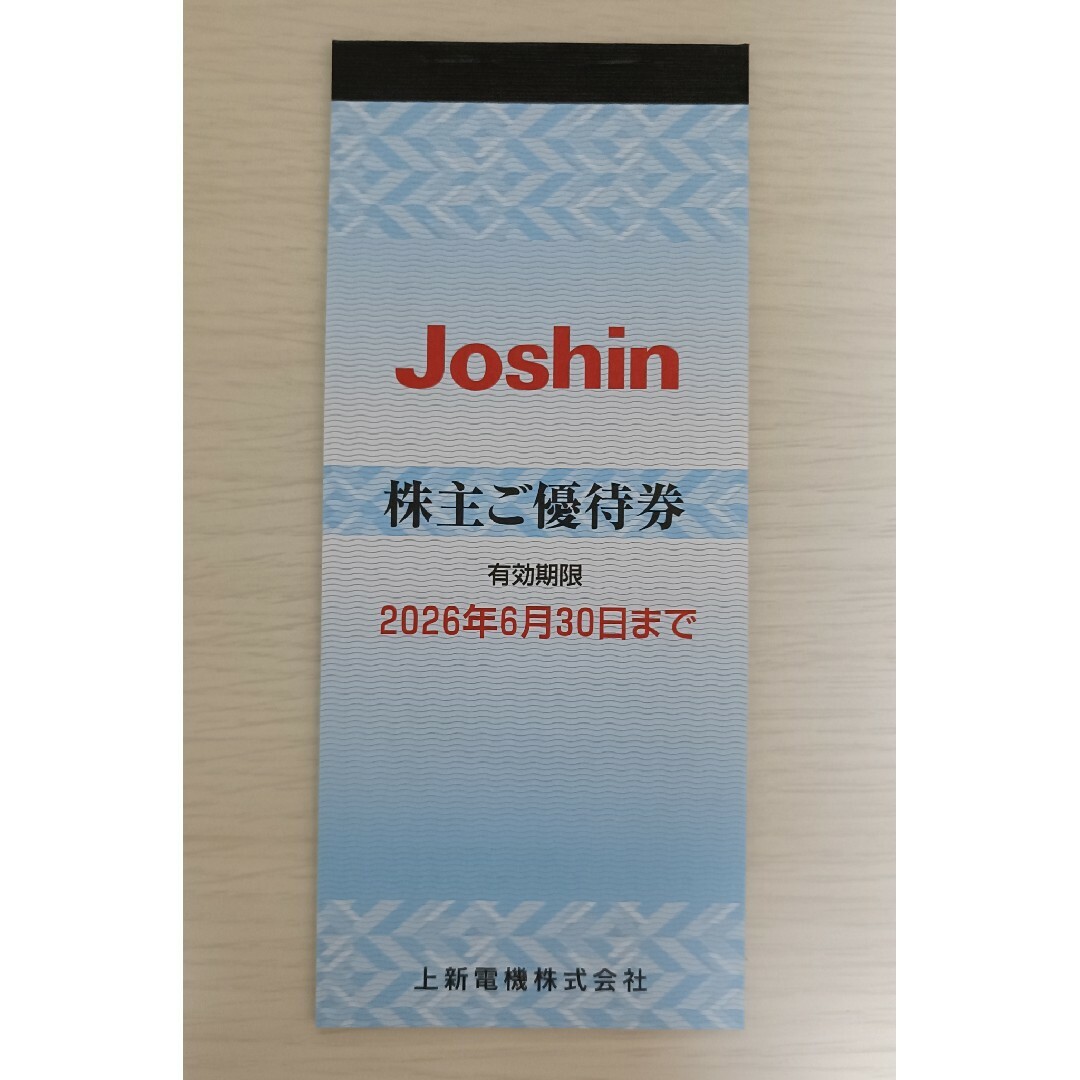 Joshin
株主ご優待券
有効期限
2026年6月30日まで
上新電機株式会社